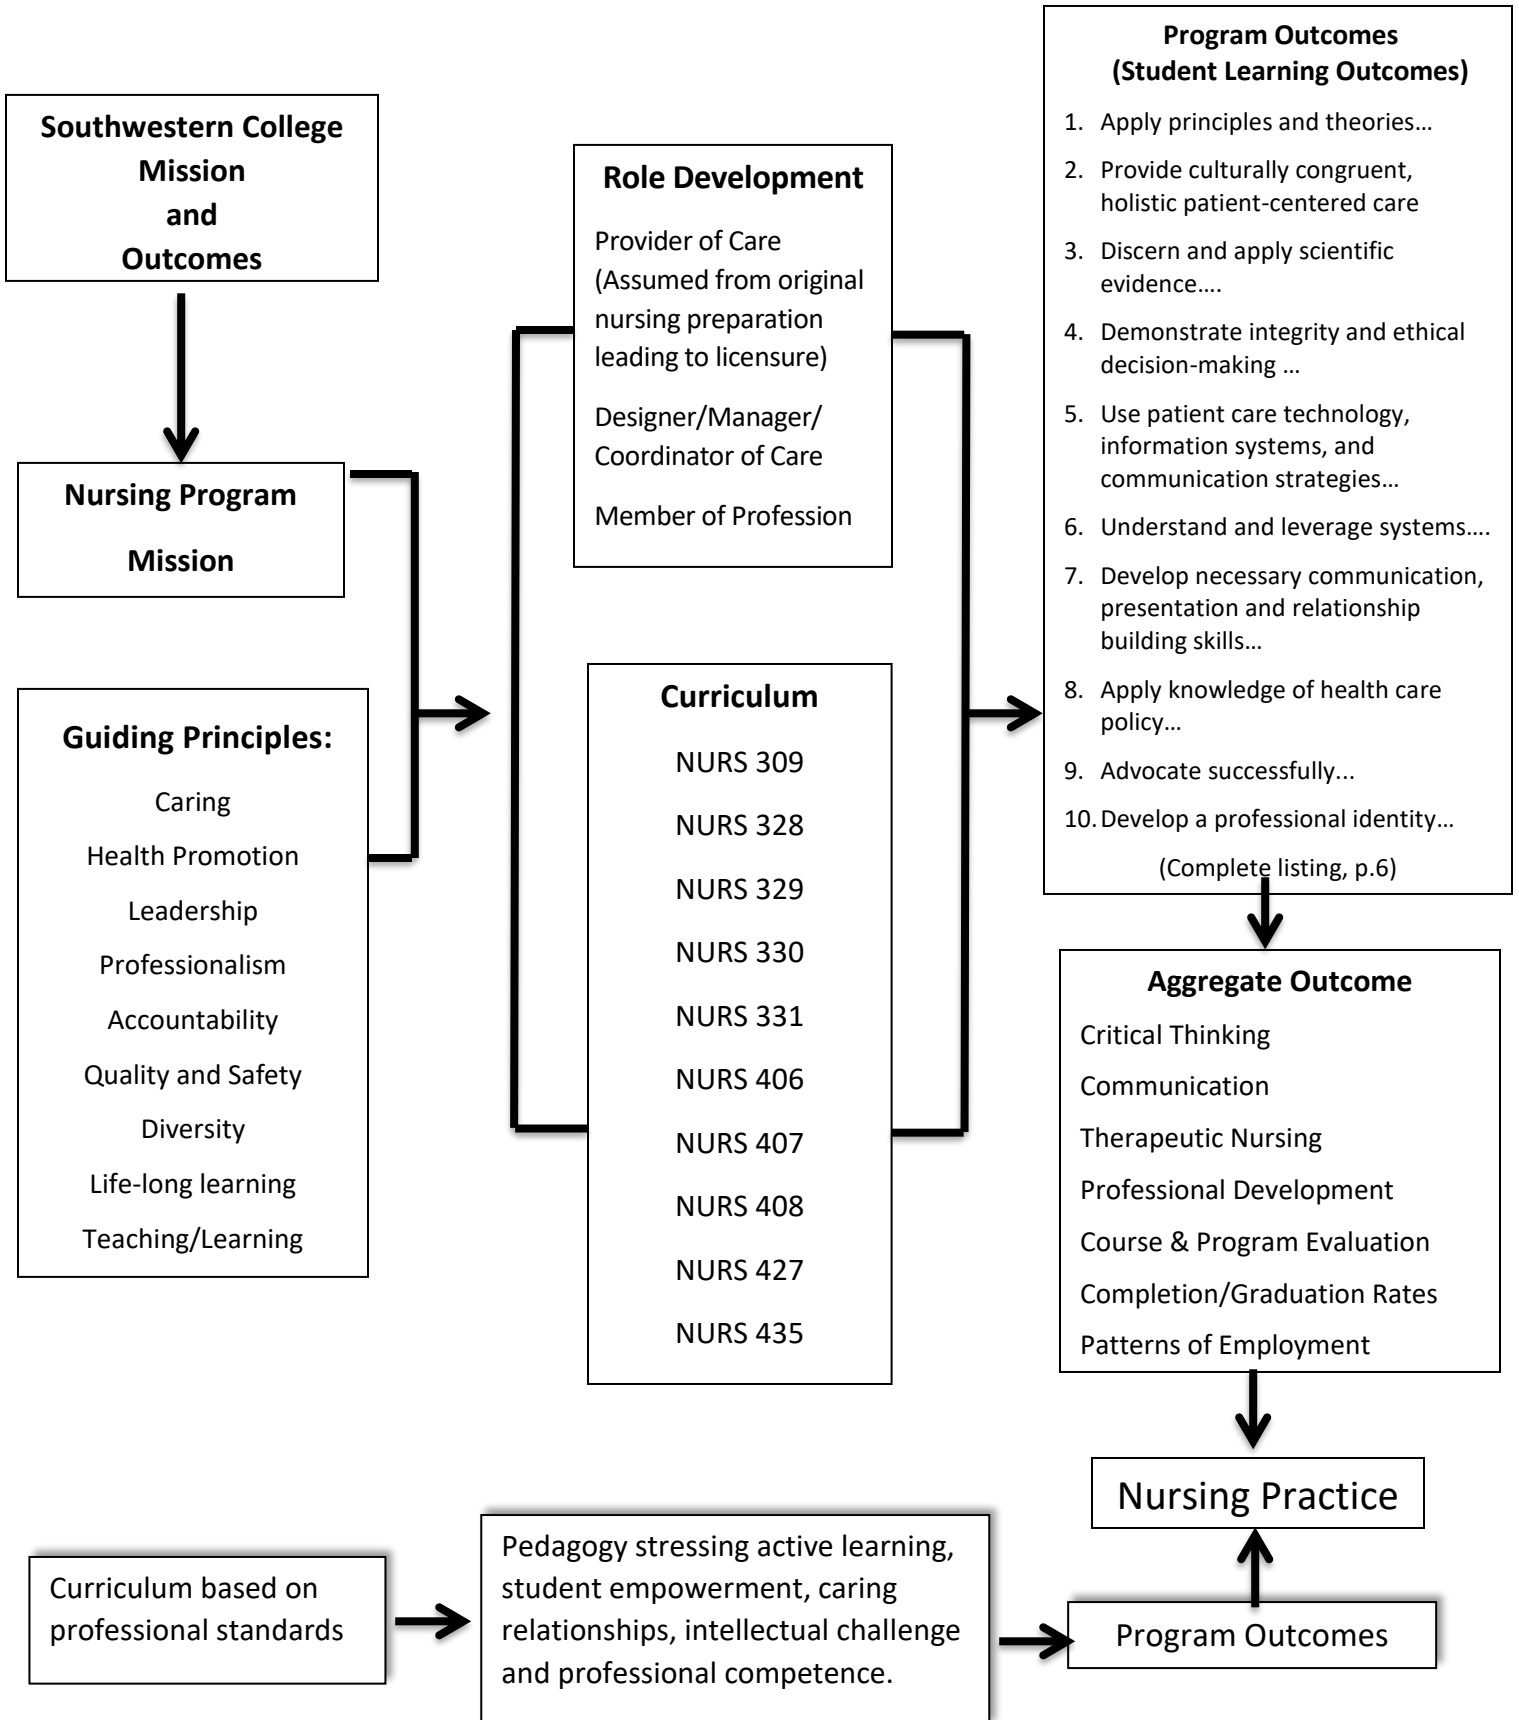 Southwestern College
Mission
and
Outcomes
Nursing Program
Mission
Guiding Principles:
Caring
Health Promotion
Leadership
Professionalism
Accountability
Quality and Safety
Diversity
Life-long learning
Teaching/Learning
Role Development
Provider of Care
(Assumed from original
nursing preparation
leading to licensure)
Designer/Manager/
Coordinator of Care
Member of Profession
Curriculum
NURS 309
NURS 328
NURS 329
NURS 330
NURS 331
NURS 406
NURS 407
NURS 408
NURS 427
NURS 435
Program Outcomes
(Student Learning Outcomes)
1. Apply principles and theories…
2. Provide culturally congruent,
holistic patient-centered care
3. Discern and apply scientific
evidence….
4. Demonstrate integrity and ethical
decision-making …
5. Use patient care technology,
information systems, and
communication strategies…
6. Understand and leverage systems….
7. Develop necessary communication,
presentation and relationship
building skills…
8. Apply knowledge of health care
policy…
9. Advocate successfully...
10. Develop a professional identity…
(Complete listing, p.6)
Aggregate Outcome
Critical Thinking
Communication
Therapeutic Nursing
Professional Development
Course & Program Evaluation
Completion/Graduation Rates
Patterns of Employment
Nursing Practice
Curriculum based on
professional standards
Pedagogy stressing active learning,
student empowerment, caring
relationships, intellectual challenge
and professional competence.
Program Outcomes